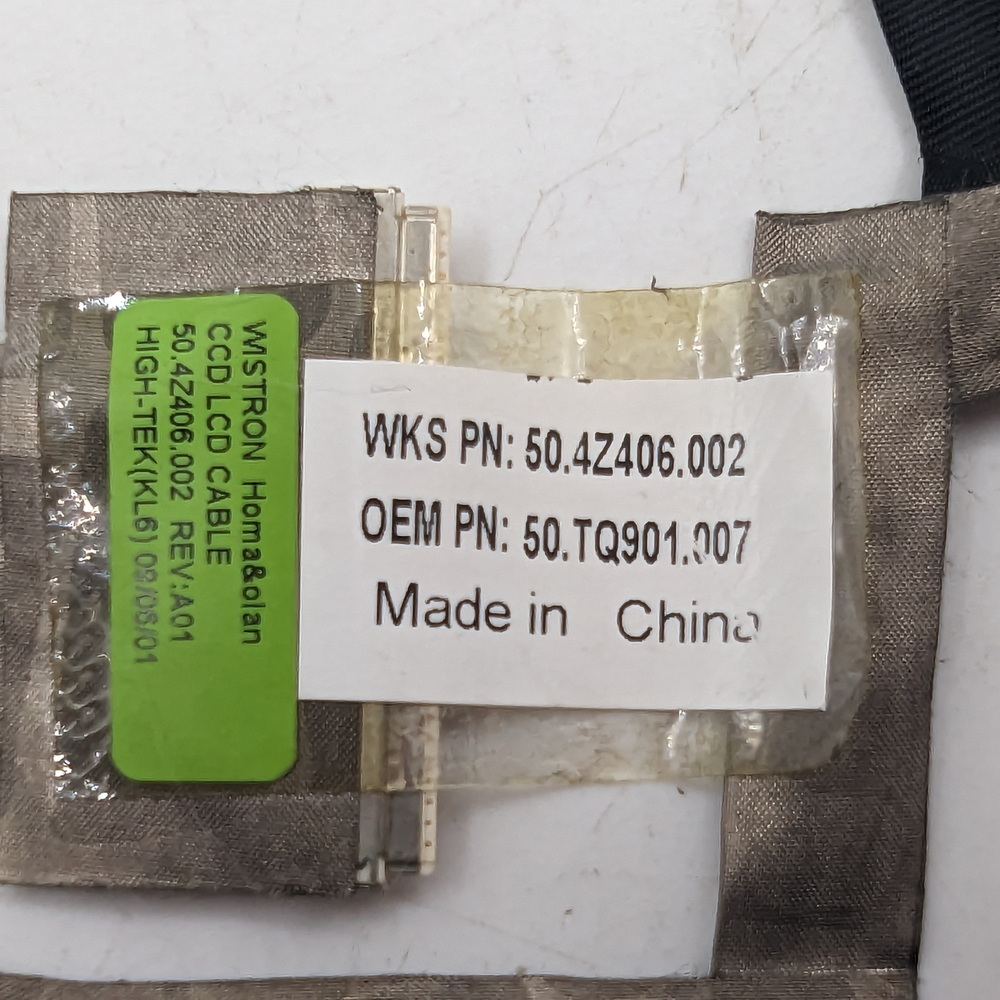 WISTRON Homa&olan
CCD LCD CABLE
50.4Z406.002 REV:A01
HIGH-TEK(KL6) 09/08/01
WKS PN: 50.4Z406.002
OEM PN: 50.TQ901.007
Made in China